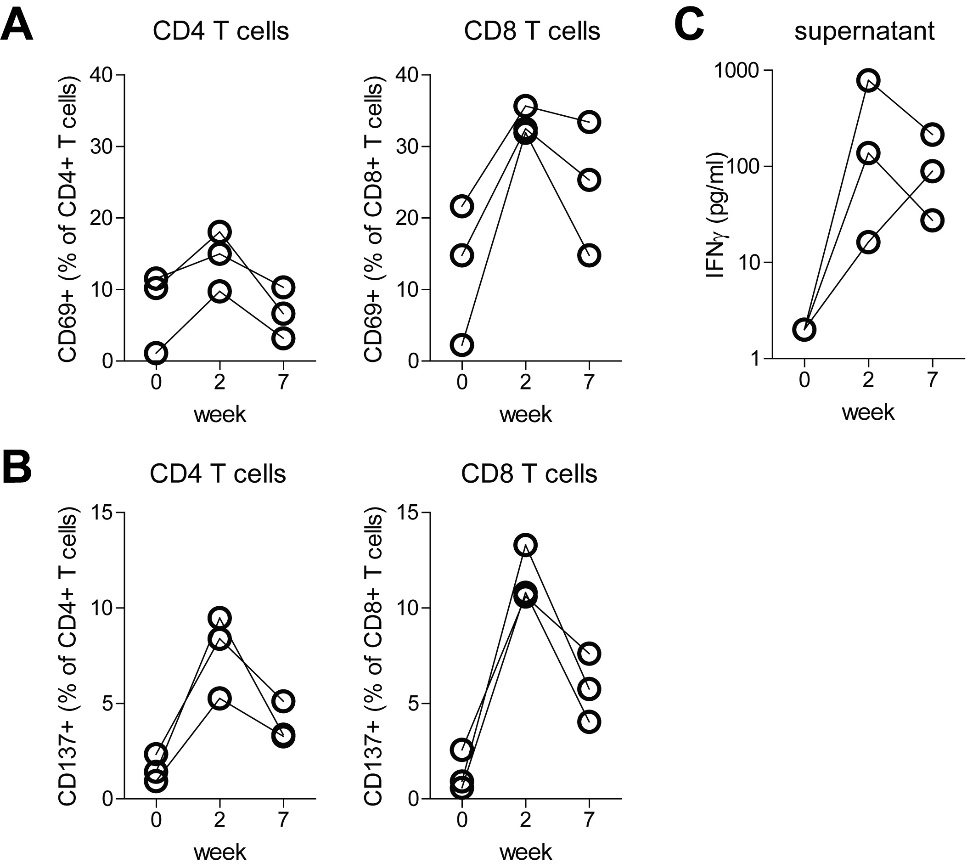 A
CD4 T cells
CD69+ (% of CD4+ T cells)
40
30
20
10
0
0 2 7
week
CD8 T cells
CD69+ (% of CD8+ T cells)
40
30
20
10
0
0 2 7
week
C
supernatant
IFNγ (pg/ml)
1000
100
10
1
0 2 7
week
B
CD4 T cells
CD137+ (% of CD4+ T cells)
15
10
5
0
0 2 7
week
CD8 T cells
CD137+ (% of CD8+ T cells)
15
10
5
0
0 2 7
week